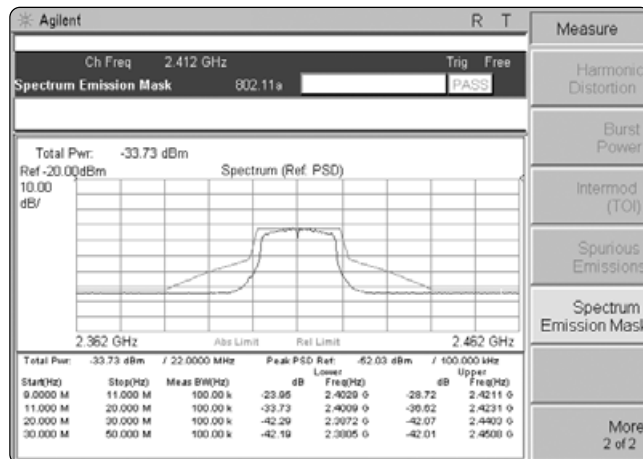 Agilent R T
Measure
Ch Freq 2.412 GHz Trig Free
Spectrum Emission Mask 802.11a PASS
Harmonic
Distortion
Burst
Power
Intermod
(TOI)
Spurious
Emissions
Spectrum
Emission Mask
More
2 of 2
Total Pwr: -33.73 dBm
Ref -20.00dBm Spectrum (Ref. PSD)
10.00
dB/
2.362 GHz Abs Limit Rel Limit 2.462 GHz
Total Pwr: -33.73 dBm / 22.0000 MHz Peak PSD Ref: -52.03 dBm / 100.000 kHz
Lower Upper
Start(Hz) Stop(Hz) Meas BW(Hz) dB Freq(Hz) dB Freq(Hz)
9.0000 M 11.000 M 100.00 k -23.95 2.4029 G -28.72 2.4211 G
11.000 M 20.000 M 100.00 k -33.73 2.4009 G -36.62 2.4231 G
20.000 M 30.000 M 100.00 k -42.29 2.3872 G -42.07 2.4403 G
30.000 M 50.000 M 100.00 k -42.19 2.3805 G -42.01 2.4508 G